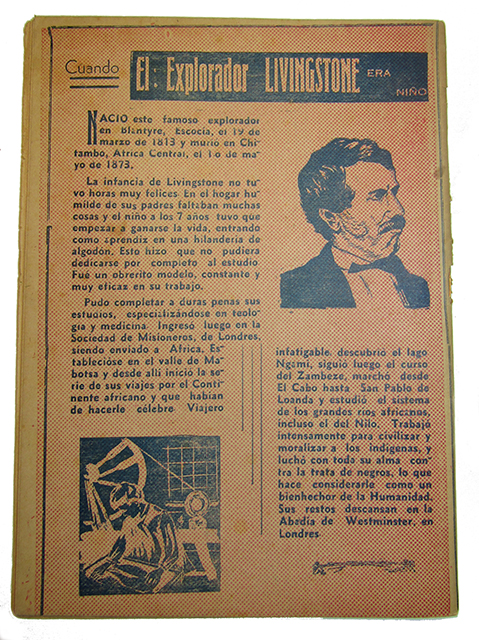 Cuando El Explorador LIVINGSTONE ERA NIÑO
NACIO este famoso explorador
en Blantyre, Escocia, el 19 de
marzo de 1813 y murió en Chi
tambo, Africa Central, el 1o de ma
yo de 1873.
La infancia de Livingstone no tu
vo horas muy felices En el hogar hu
milde de sus padres faltaban muchas
cosas y el niño a los 7 años tuvo que
empezar a ganarse la vida, entrando
como aprendiz en una hilandería de
algodón. Esto hizo que no pudiera
dedicarse por completo al estudio
Fué un obrerito modelo, constante y
muy eficaz en su trabajo.
Pudo completar a duras penas sus
estudios, especializándose en teolo
gía y medicina. Ingresó luego en la
Sociedad de Misioneros, de Londres,
siendo enviado a Africa, Es
tableciose en el valle de Ma
botsa y desde allí inició la se
rie de sus viajes por el Conti
nente africano y que habían
de hacerle célebre. Viajero
infatigable, descubrió el lago
Ngami, siguió luego el curso
del Zambeze, marchó desde
El Cabo hasta San Pablo de
Loanda y estudió el sistema
de los grandes ríos africanos,
incluso el del Nilo. Trabajó
intensamente para civilizar y
moralizar a los indígenas, y
luchó con toda su alma con
tra la trata de negros, lo que
hace considerarle como un
bienhechor de la Humanidad.
Sus restos descansan en la
Abadía de Westminster, en
Londres